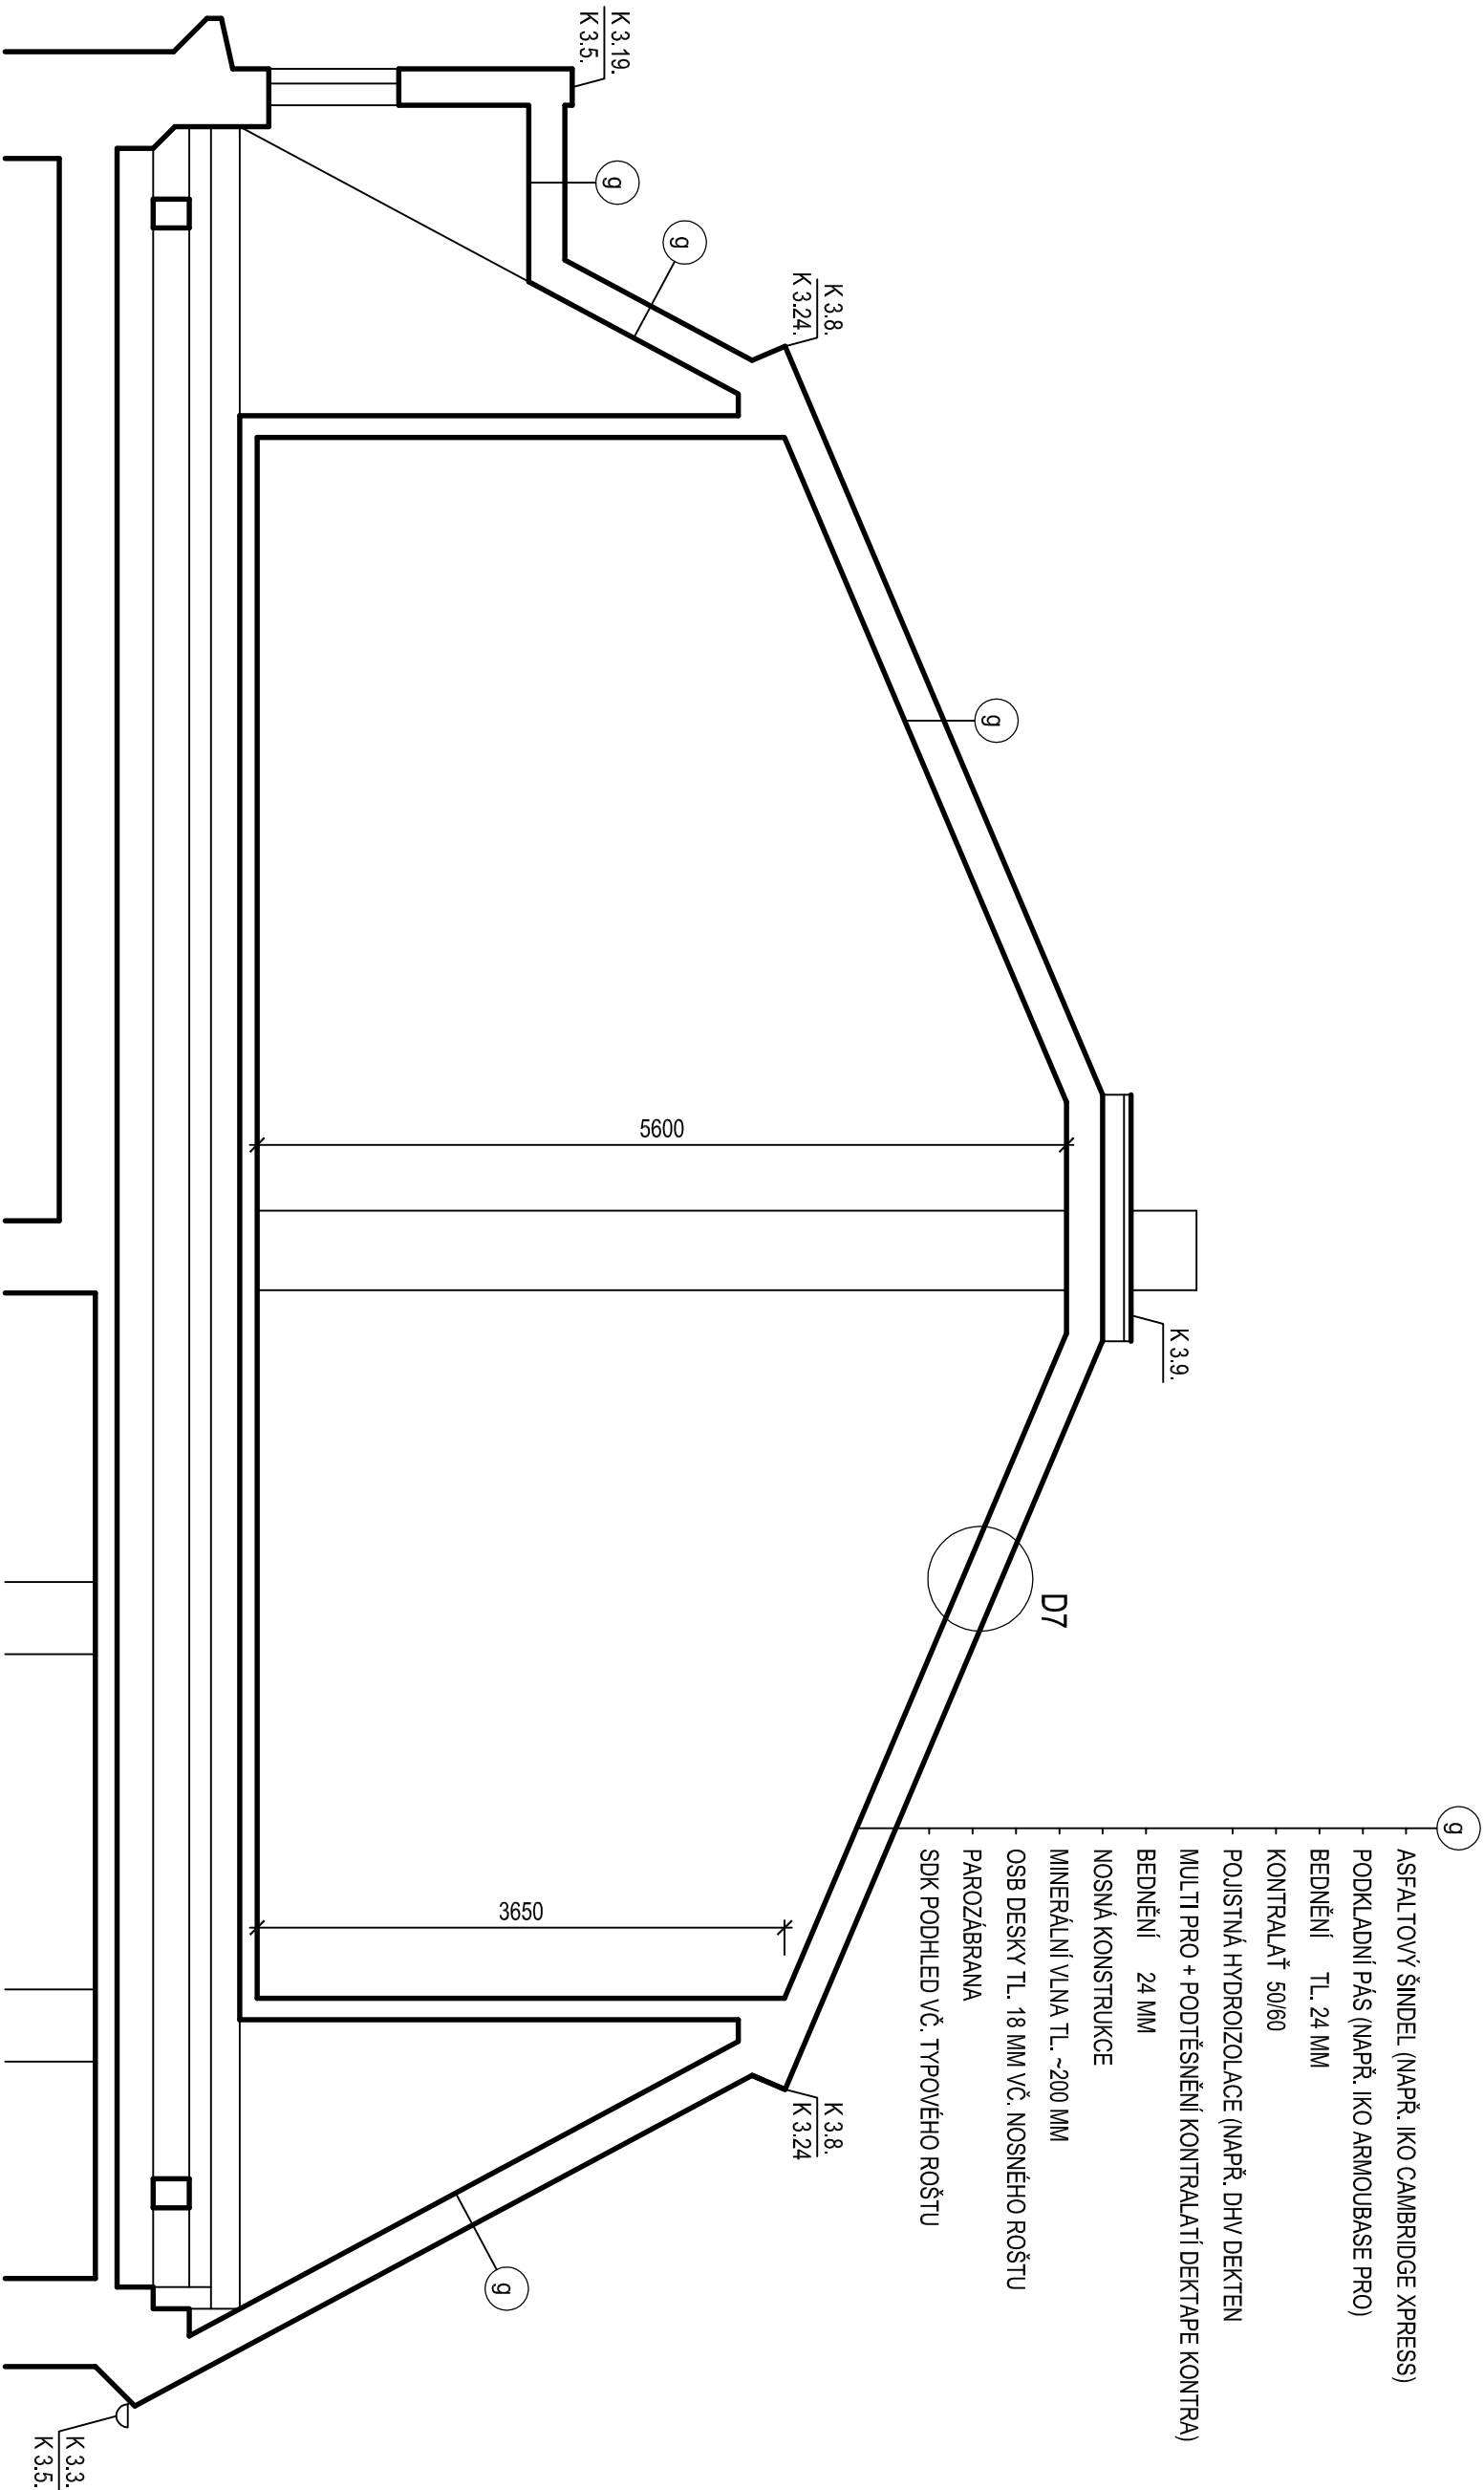 g
ASFALTOVÝ ŠINDEL (NAPŘ. IKO CAMBRIDGE XPRESS)
PODKLADNÍ PÁS (NAPŘ. IKO ARMOUBASE PRO)
BEDNĚNÍ TL. 24 MM
KONTRALAŤ 50/60
POJISTNÁ HYDROIZOLACE (NAPŘ. DHV DEKTEN
MULTI PRO + PODTĚSNĚNÍ KONTRALATÍ DEKTAPE KONTRA)
BEDNĚNÍ 24 MM
NOSNÁ KONSTRUKCE
MINERÁLNÍ VLNA TL. ~200 MM
OSB DESKY TL. 18 MM VČ. NOSNÉHO ROŠTU
PAROZÁBRANA
SDK PODHLED VČ. TYPOVÉHO ROŠTU
K 3.9.
D7
g
K 3.8.
K 3.24.
K 3.8.
K 3.24
g
g
K 3.19.
K 3.5.
5600
3650
g
K 3.3.
K 3.5.